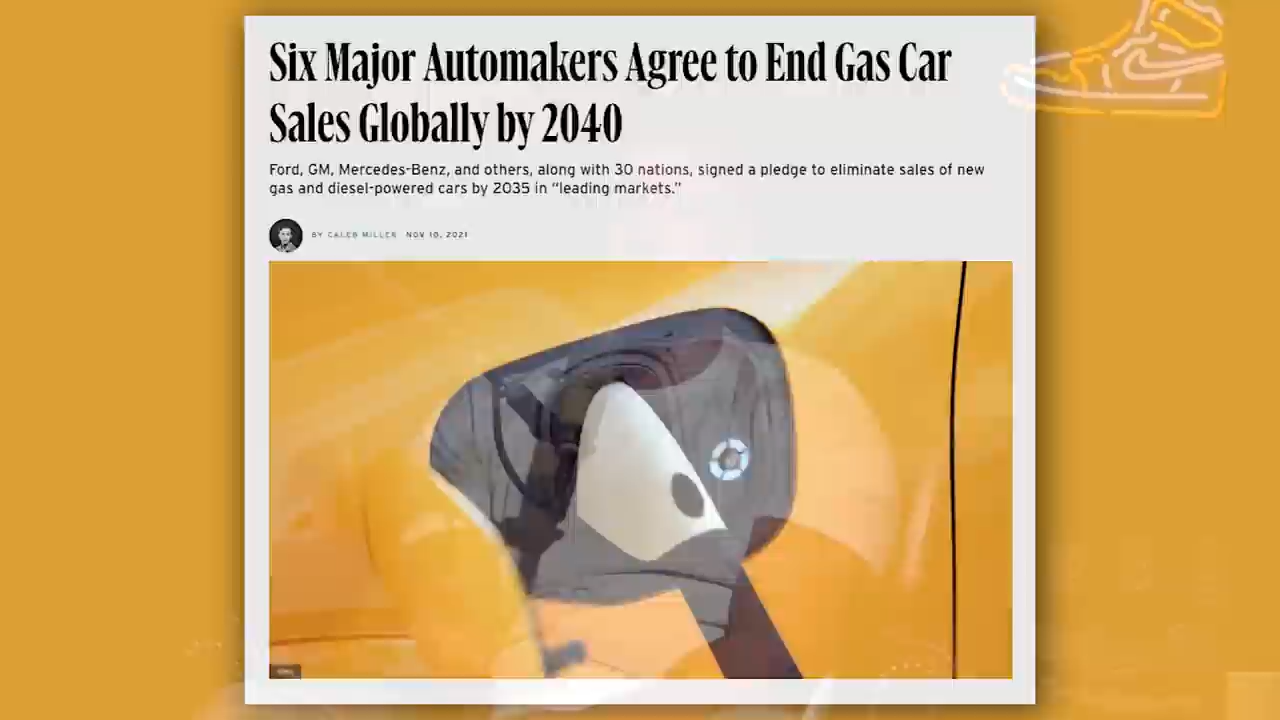 Six Major Automakers Agree to End Gas Car
Sales Globally by 2040
Ford, GM, Mercedes-Benz, and others, along with 30 nations, signed a pledge to eliminate sales of new
gas and diesel-powered cars by 2035 in “leading markets.”
BY CALEB MILLER NOV 10, 2021